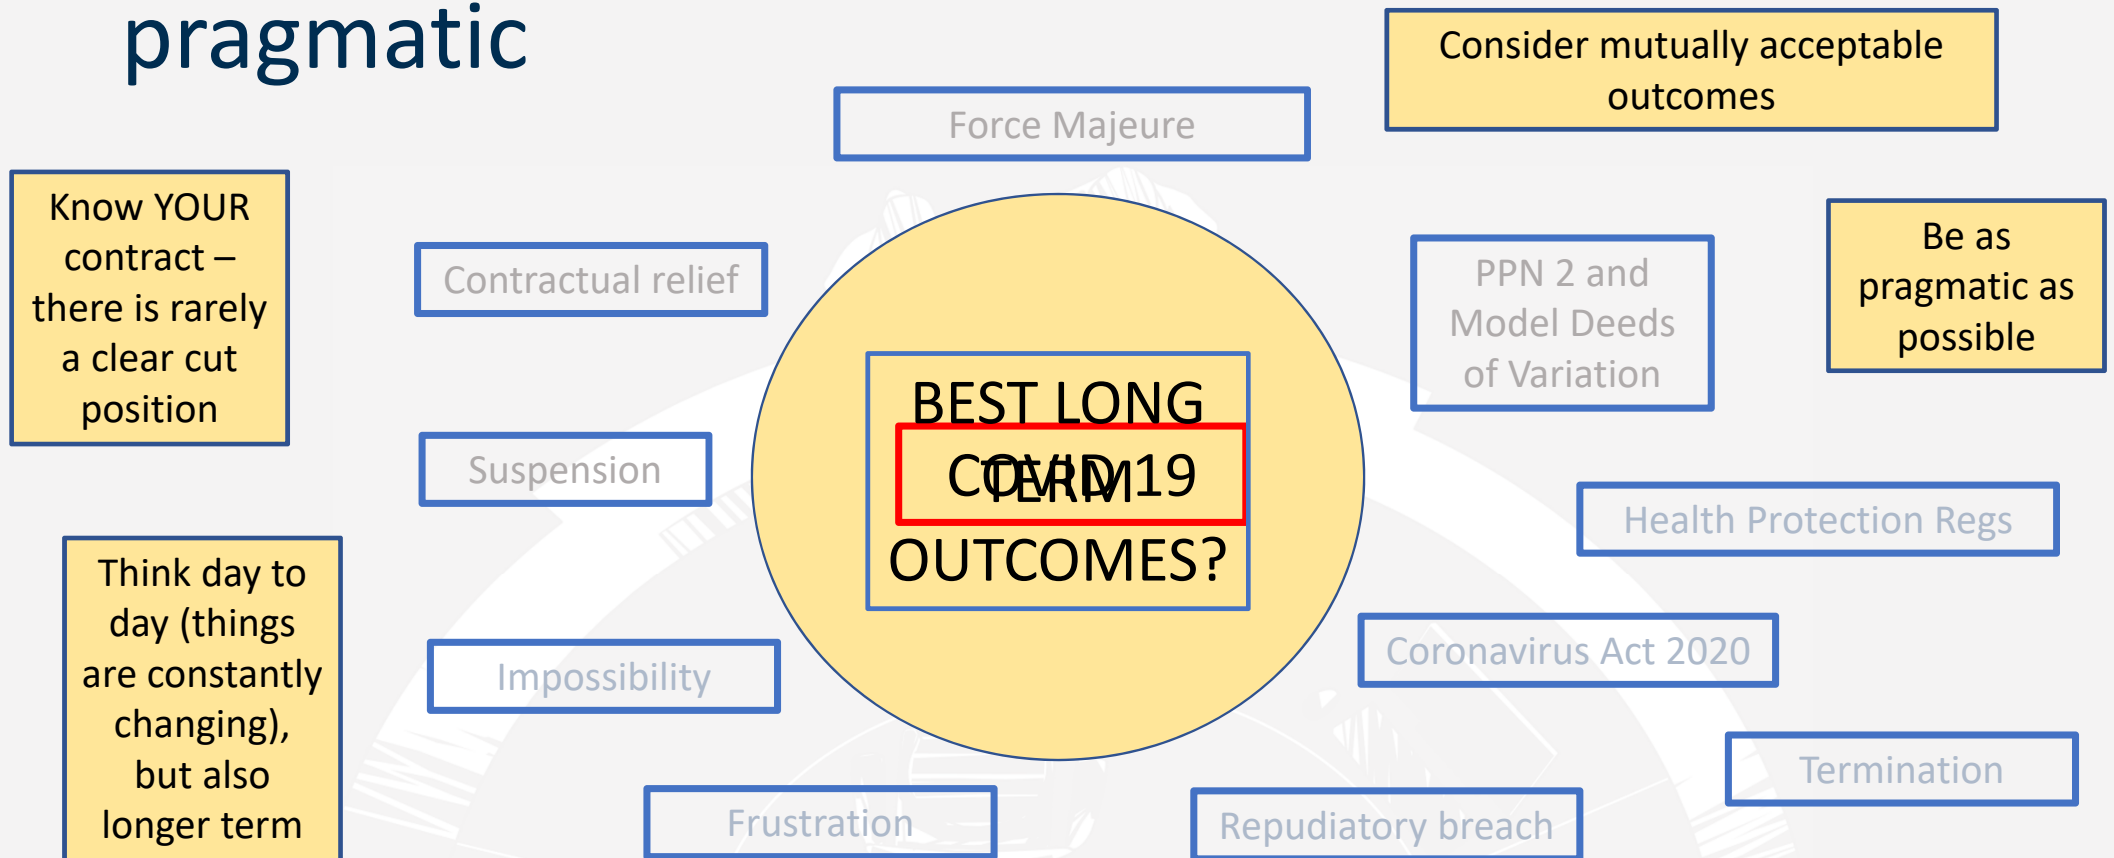 pragmatic
Consider mutually acceptable
outcomes
Force Majeure
Know YOUR
contract –
there is rarely
a clear cut
position
Contractual relief
PPN 2 and
Model Deeds
of Variation
Be as
pragmatic as
possible
BEST LONG
TERM
OUTCOMES?
COVID 19
Suspension
Health Protection Regs
Think day to
day (things
are constantly
changing),
but also
longer term
Impossibility
Coronavirus Act 2020
Termination
Frustration
Repudiatory breach